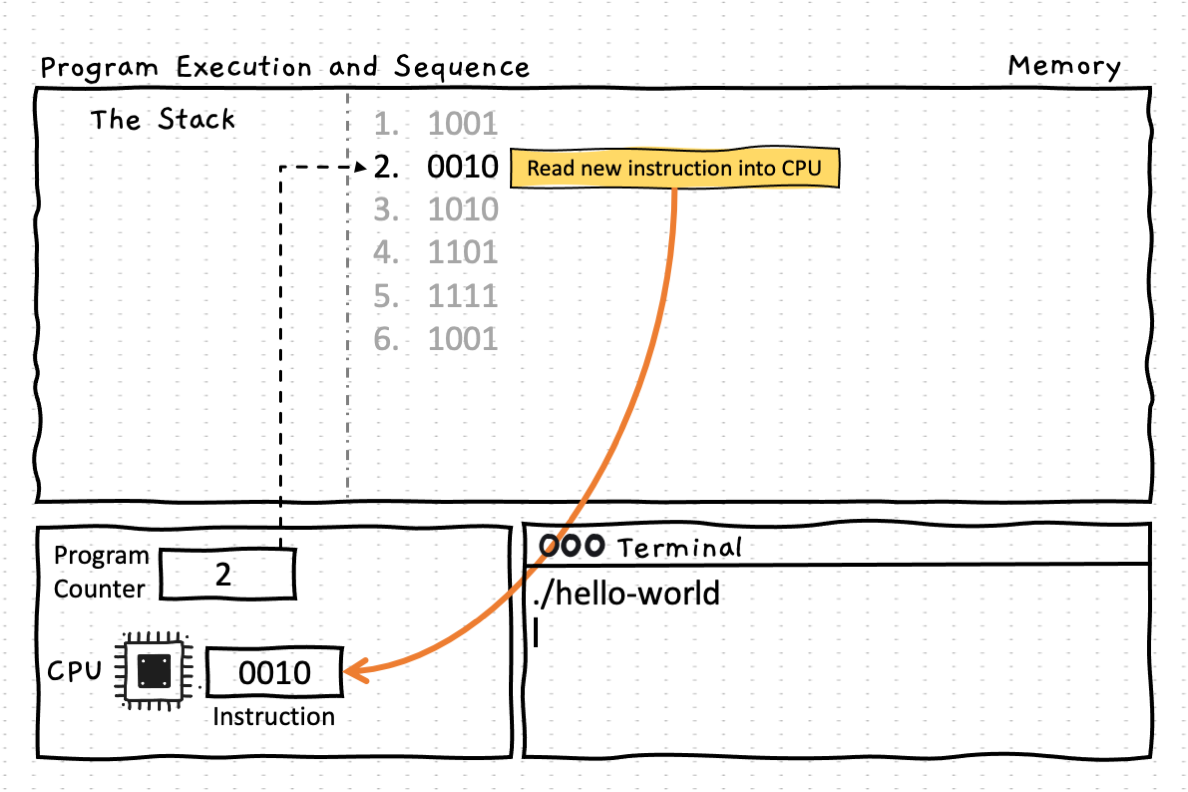 Program Execution and Sequence
Memory
The Stack
1. 1001
2. 0010
Read new instruction into CPU
3. 1010
4. 1101
5. 1111
6. 1001
Program
Counter
2
CPU
0010
Instruction
Terminal
./hello-world